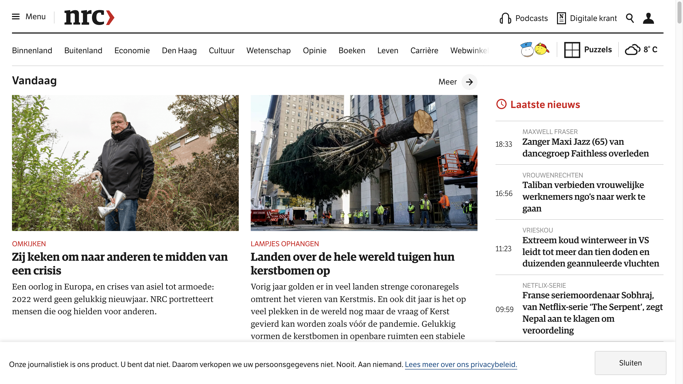 Menu
nrc
Podcasts
Digitale krant
Binnenland
Buitenland
Economie
Den Haag
Cultuur
Wetenschap
Opinie
Boeken
Leven
Carrière
Webwinke
Puzzels
8° C
Vandaag
Meer
OMKIJKEN
Zij keken om naar anderen te midden van
een crisis
Een oorlog in Europa, en crises van asiel tot armoede:
2022 werd geen gelukkig nieuwjaar. NRC portretteert
mensen die oog hielden voor anderen.
LAMPJES OPHANGEN
Landen over de hele wereld tuigen hun
kerstbomen op
Vorig jaar golden er in veel landen strenge coronaregels
omtrent het vieren van Kerstmis. En ook dit jaar is het op
veel plekken in de wereld nog maar de vraag of Kerst
gevierd kan worden zoals vóór de pandemie. Gelukkig
vormen de kerstbomen in openbare ruimten een stabiele
Laatste nieuws
18:33
MAXWELL FRASER
Zanger Maxi Jazz (65) van
dancegroep Faithless overleden
16:56
VROUWENRECHTEN
Taliban verbieden vrouwelijke
werknemers ngo's naar werk te
gaan
11:23
VRIESKOU
Extreem koud winterweer in VS
leidt tot meer dan tien doden en
duizenden geannuleerde vluchten
09:59
NETFLIX-SERIE
Franse seriemoordenaar Sobhraj,
van Netflix-serie 'The Serpent', zegt
Nepal aan te klagen om
veroordeling
Onze journalistiek is ons product. U bent dat niet. Daarom verkopen we uw persoonsgegevens niet. Nooit. Aan niemand. Lees meer over ons privacybeleid.
Sluiten